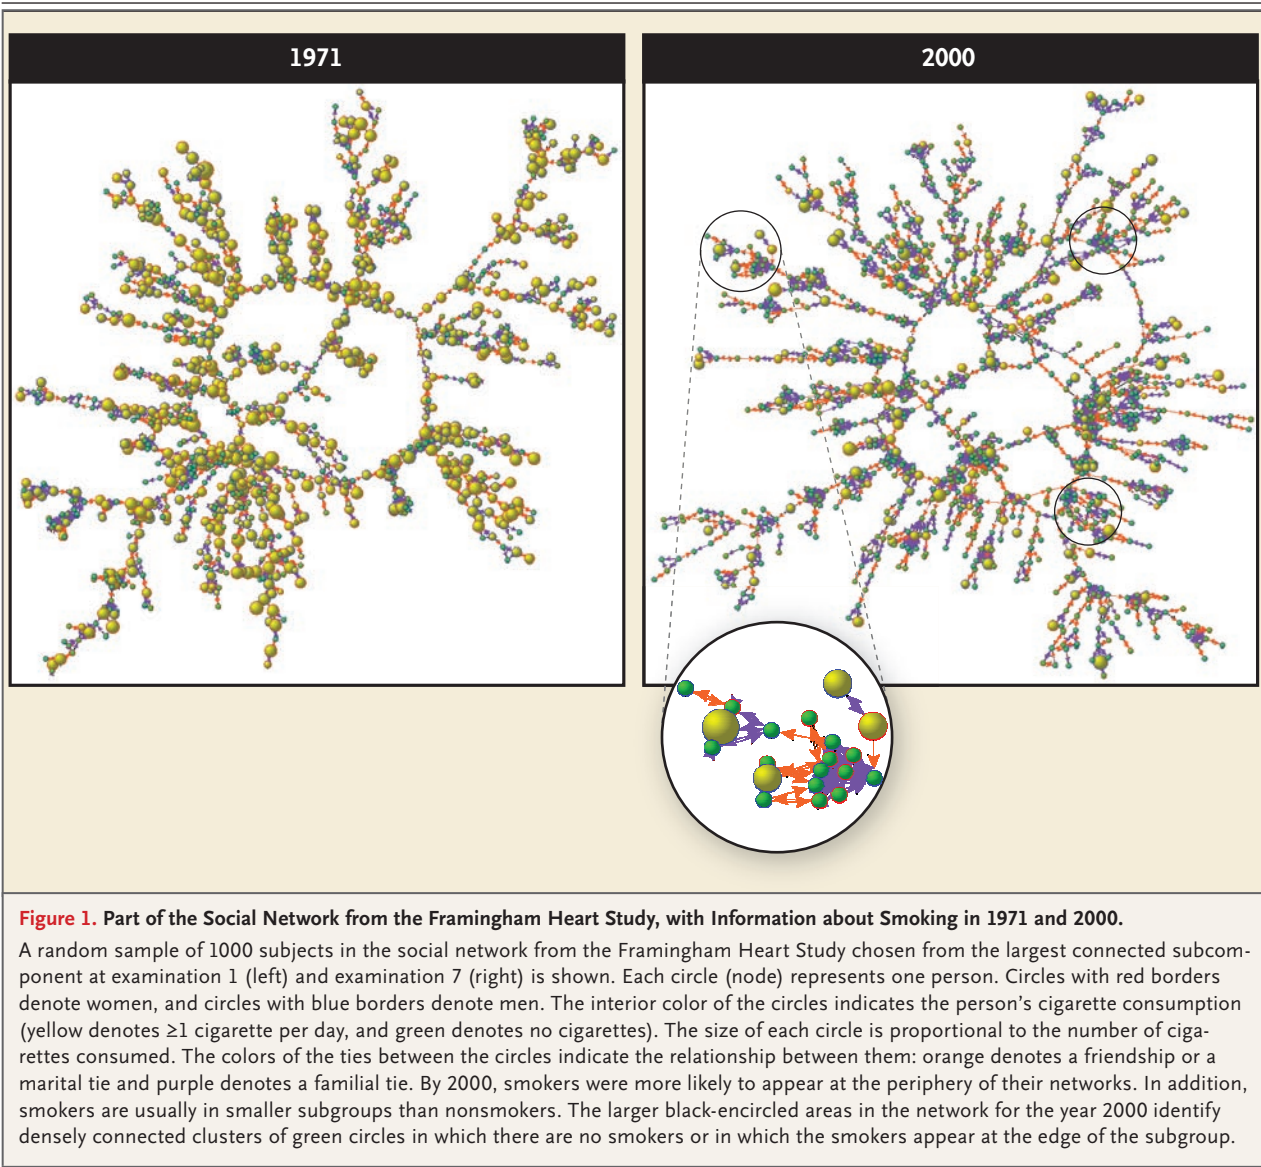 1971
2000
Figure 1. Part of the Social Network from the Framingham Heart Study, with Information about Smoking in 1971 and 2000.
A random sample of 1000 subjects in the social network from the Framingham Heart Study chosen from the largest connected subcom-
ponent at examination 1 (left) and examination 7 (right) is shown. Each circle (node) represents one person. Circles with red borders
denote women, and circles with blue borders denote men. The interior color of the circles indicates the person’s cigarette consumption
(yellow denotes ≥1 cigarette per day, and green denotes no cigarettes). The size of each circle is proportional to the number of ciga-
rettes consumed. The colors of the ties between the circles indicate the relationship between them: orange denotes a friendship or a
marital tie and purple denotes a familial tie. By 2000, smokers were more likely to appear at the periphery of their networks. In addition,
smokers are usually in smaller subgroups than nonsmokers. The larger black-encircled areas in the network for the year 2000 identify
densely connected clusters of green circles in which there are no smokers or in which the smokers appear at the edge of the subgroup.